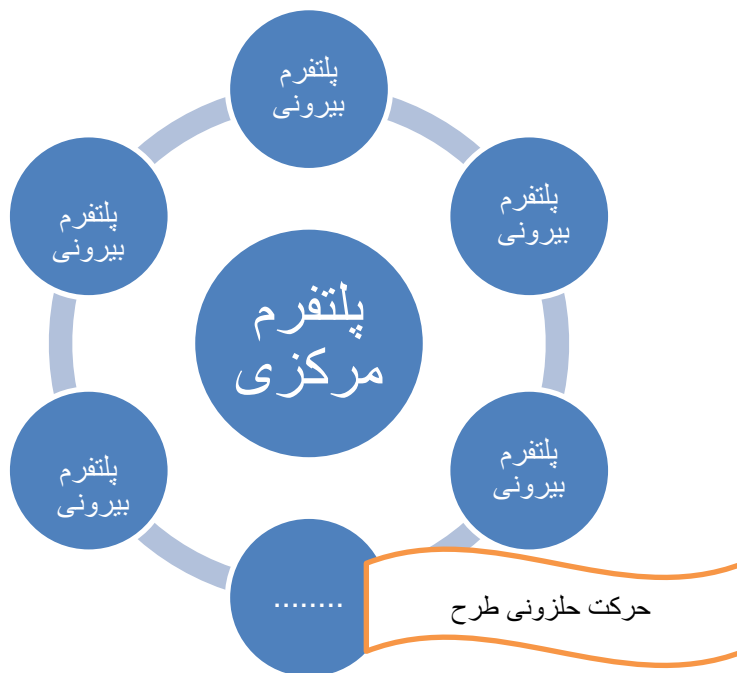 پلتفرم
بیرونی
پلتفرم
بیرونی
پلتفرم
بیرونی
پلتفرم
مرکزی
پلتفرم
بیرونی
پلتفرم
بیرونی
........
حرکت حلزونی طرح